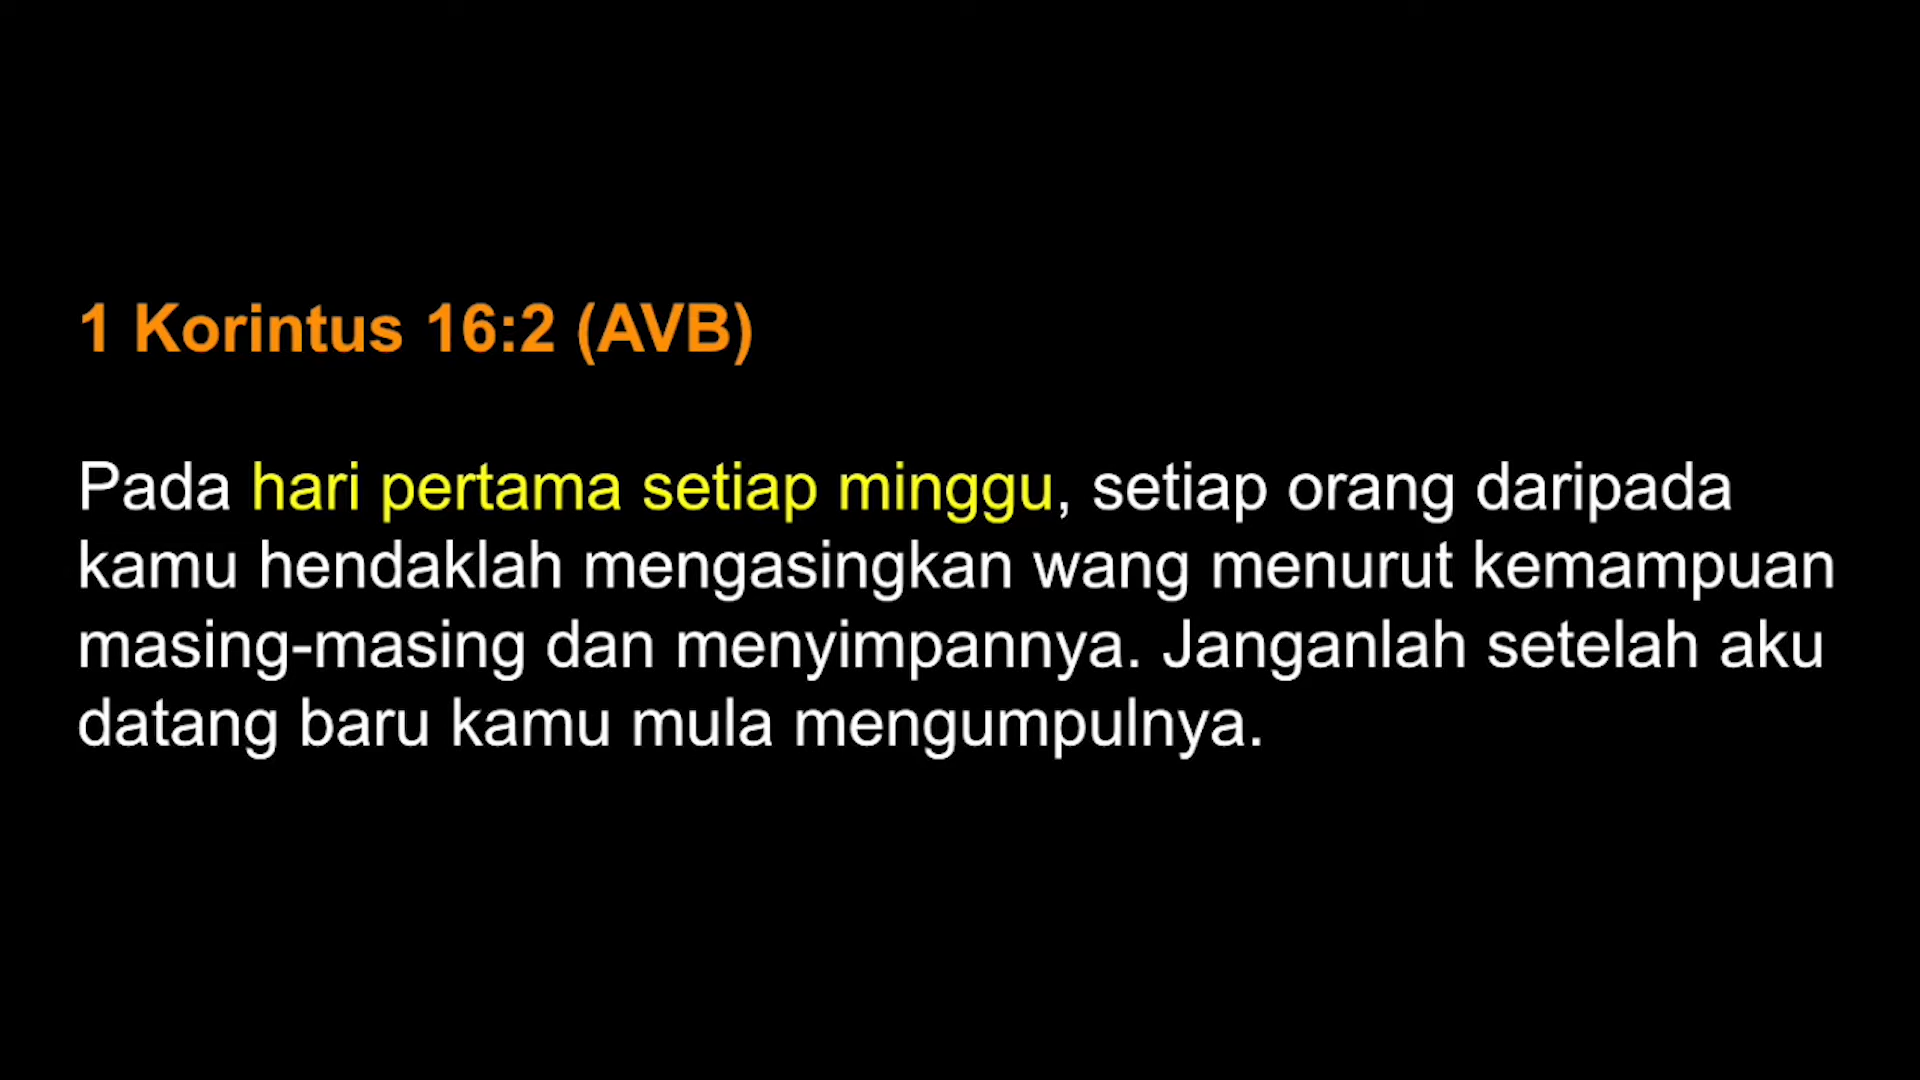 1 Korintus 16:2 (AVB)
Pada hari pertama setiap minggu, setiap orang daripada
kamu hendaklah mengasingkan wang menurut kemampuan
masing-masing dan menyimpannya. Janganlah setelah aku
datang baru kamu mula mengumpulnya.